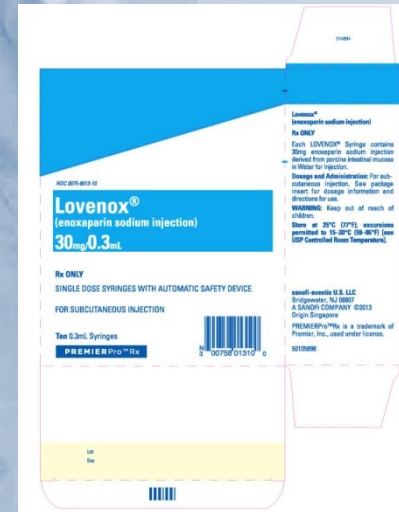 574894
NDC 0075-8013-10
Lovenox®
(enoxaparin sodium injection)
30mg/0.3mL
Rx ONLY
SINGLE DOSE SYRINGES WITH AUTOMATIC SAFETY DEVICE
FOR SUBCUTANEOUS INJECTION
Ten 0.3mL Syringes
PREMIERPro™Rx
Lot
Exp
Lovenox®
(enoxaparin sodium injection)
Rx ONLY
Each LOVENOX® Syringe contains
30mg enoxaparin sodium injection
derived from porcine intestinal mucosa
in Water for Injection.
Dosage and Administration: For sub-
cutaneous injection. See package
insert for dosage information and
directions for use.
WARNING: Keep out of reach of
children.
Store at 25°C (77°F); excursions
permitted to 15-30°C (59-86°F) [see
USP Controlled Room Temperature].
sanofi-aventis U.S. LLC
Bridgewater, NJ 08807
A SANOFI COMPANY ©2013
Origin Singapore
PREMIERPro™Rx is a trademark of
Premier, Inc., used under license.
50105896